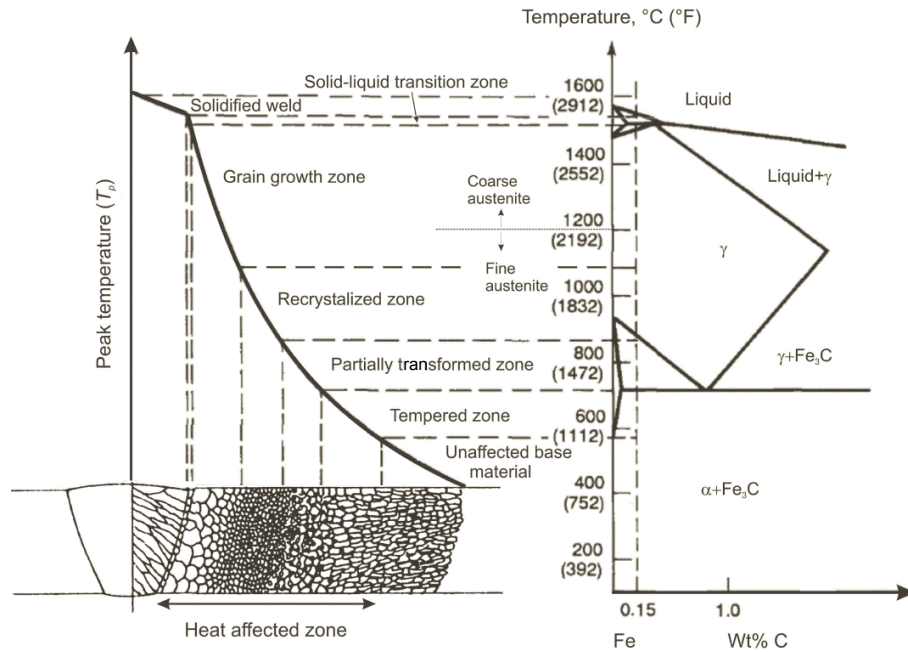 Temperature, °C (°F)
Peak temperature (Tp)
Solid-liquid transition zone
Solidified weld
Grain growth zone
Coarse
austenite
Fine
austenite
Recrystalized zone
Partially transformed zone
Tempered zone
Unaffected base
material
Heat affected zone
1600
(2912)
1400
(2552)
1200
(2192)
1000
(1832)
800
(1472)
600
(1112)
400
(752)
200
(392)
Liquid
Liquid+γ
γ
γ+Fe₃C
α+Fe₃C
0.15
1.0
Fe
Wt% C